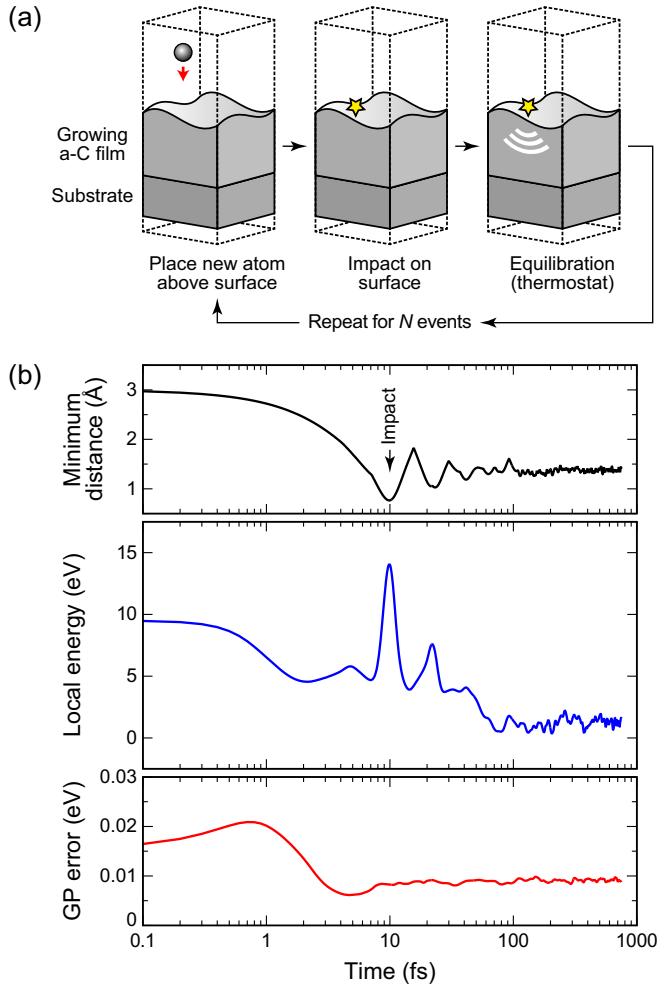 (a)
Growing
a-C film
Substrate
Place new atom
above surface
Impact on
surface
Equilibration
(thermostat)
Repeat for N events
(b)
Minimum
distance (Å)
3
2
1
Impact
Local energy (eV)
15
10
5
0
GP error (eV)
0.03
0.02
0.01
0
0.1
1
10
100
1000
Time (fs)